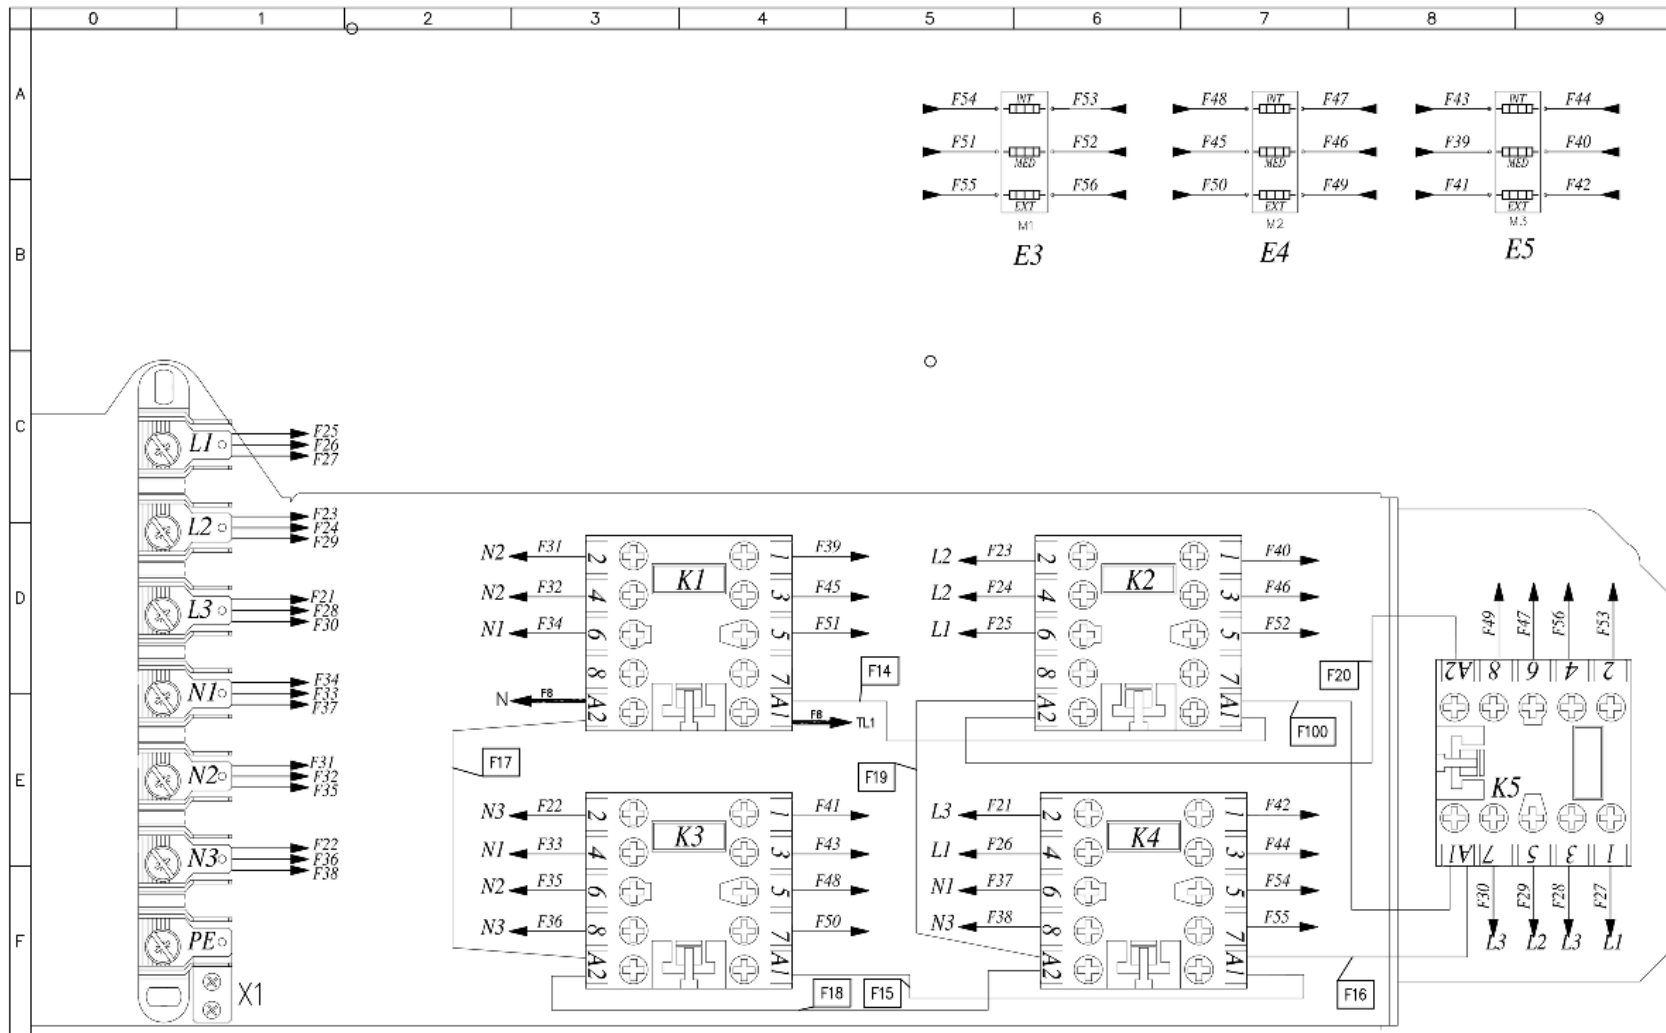 0 1 2 3 4 5 6 7 8 9
A
F54 INT F53 F48 INT F47 F43 INT F44
F51 MED F52 F45 MED F46 F39 MED F40
F55 EXT F56 F50 EXT F49 F41 EXT F42
M1 M2 M3
B
E3 E4 E5
C
L1 F25
F26
F27
L2 F23
F24
F29
N2 F31 2 K1 1 F39 L2 F23 2 K2 1 F40
D
N2 F32 4 3 F45 L2 F24 4 3 F46
L3 F21
F28
F30
N1 F34 6 5 F51 L1 F25 6 5 F52
F49 F47 F56 F53
8 7 F14 8 7 F20 A2 8 6 4 2
N1 F34
F33
F37
N F8 A2 A1 F8 TL1 A2 A1 F100
F17 F19
E
N2 F31
F32
F35
K5
N3 F22 2 K3 1 F41 L3 F21 2 K4 1 F42
N1 F33 4 3 F43 L1 F26 4 3 F44
A1 7 5 3 1
N3 F22
F36
F38
N2 F35 6 5 F48 N1 F37 6 5 F54
F30 F29 F28 F27
F
N3 F36 8 7 F50 N3 F38 8 7 F55
L3 L2 L3 L1
PE
A2 A1 A2 A1
X1 F18 F15 F16